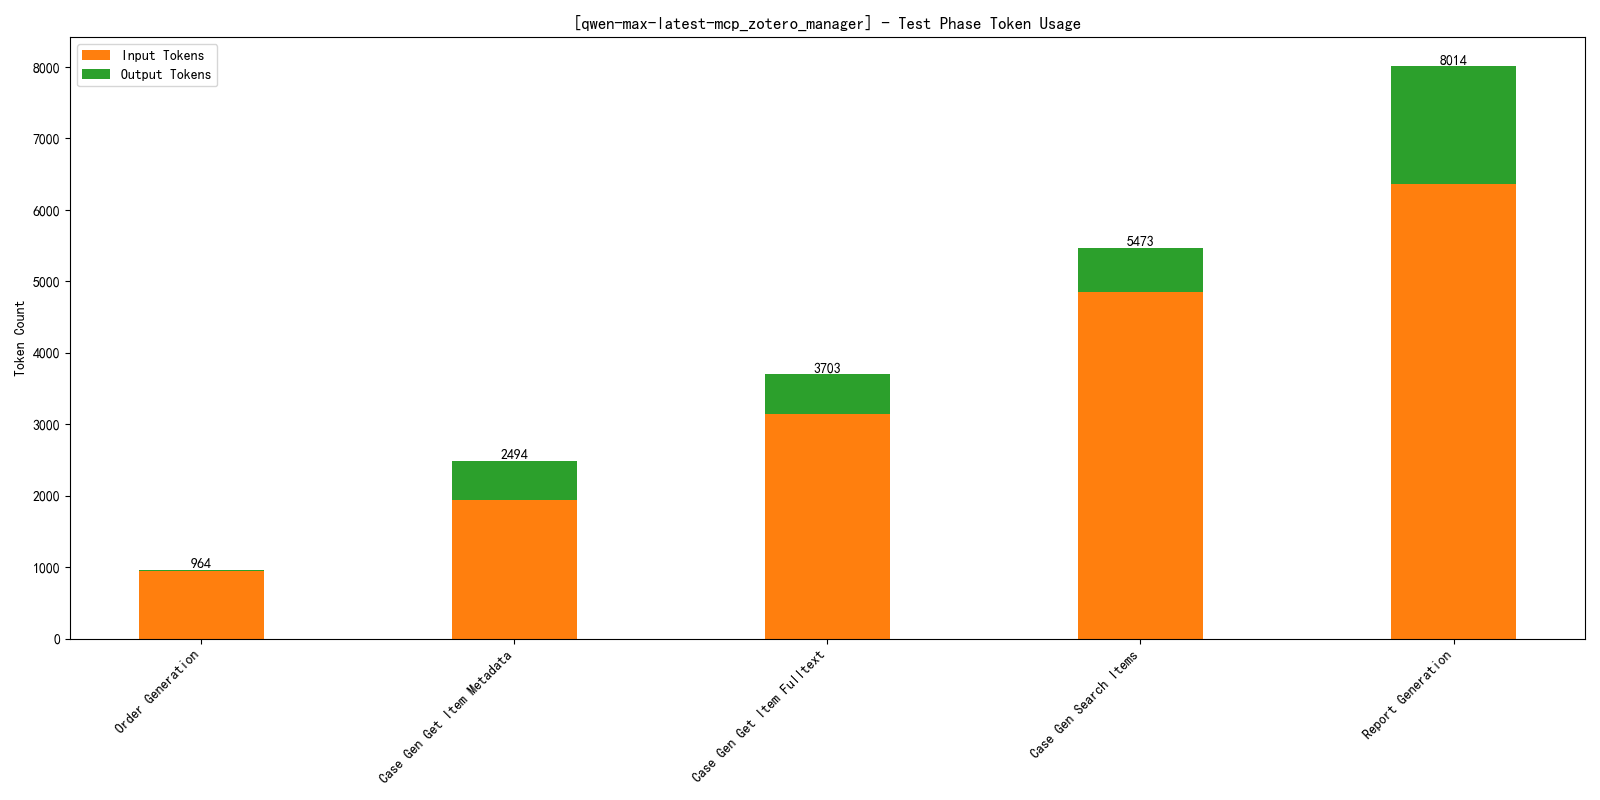 [qwen-max-latest-mcp_zotero_manager] - Test Phase Token Usage
Input Tokens
Output Tokens
Token Count
8000
7000
6000
5000
4000
3000
2000
1000
0
964
2494
3703
5473
8014
Order Generation
Case Gen Get Item Metadata
Case Gen Get Item Fulltext
Case Gen Search Items
Report Generation